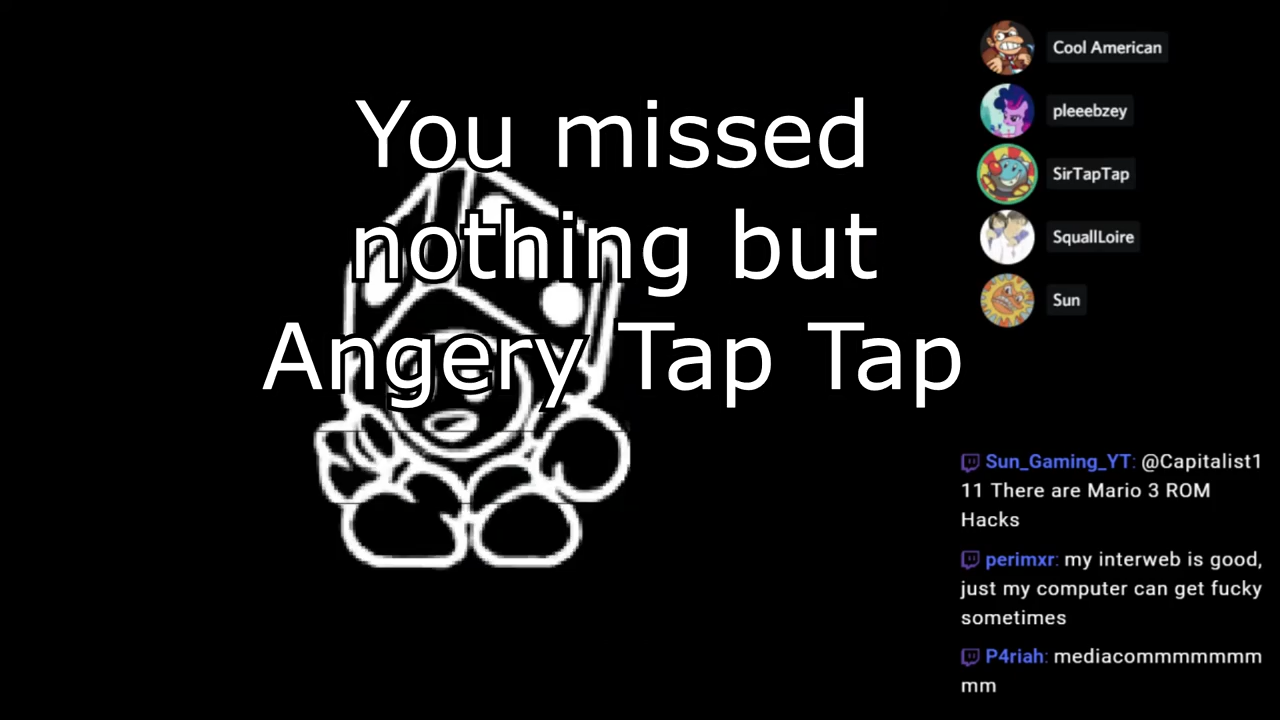 You missed
nothing but
Angery Tap Tap
Cool American
pleeebzey
SirTapTap
SquallLoire
Sun
Sun_Gaming_YT: @Capitalist1
11 There are Mario 3 ROM
Hacks
perimxr: my interweb is good,
just my computer can get fucky
sometimes
P4riah: mediacommmmmmm
mm